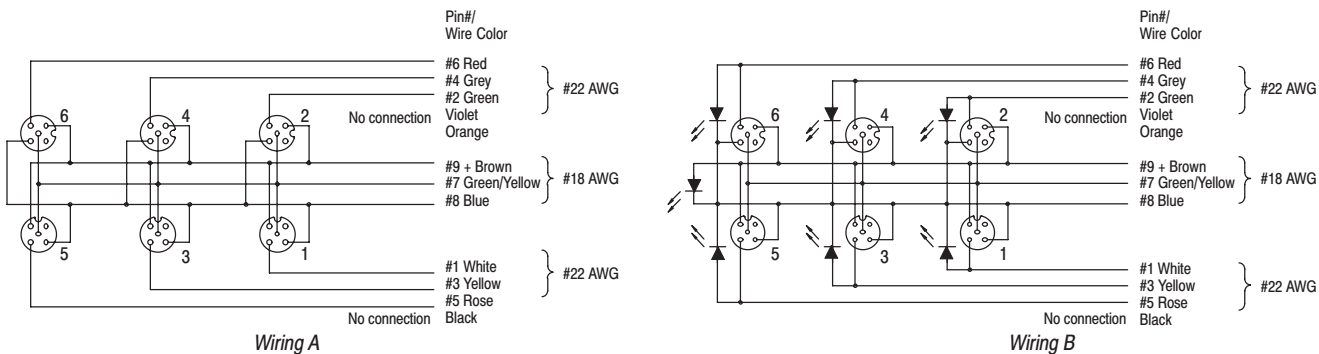 Pin#/
Wire Color
#6 Red
#4 Grey
#2 Green
#22 AWG
No connection Violet
Orange
6 4 2
#9 + Brown
#7 Green/Yellow
#18 AWG
#8 Blue
5 3 1
#1 White
#3 Yellow
#22 AWG
#5 Rose
No connection Black
Wiring A
Pin#/
Wire Color
#6 Red
#4 Grey
#2 Green
#22 AWG
No connection Violet
Orange
6 4 2
#9 + Brown
#7 Green/Yellow
#18 AWG
#8 Blue
5 3 1
#1 White
#3 Yellow
#22 AWG
#5 Rose
No connection Black
Wiring B